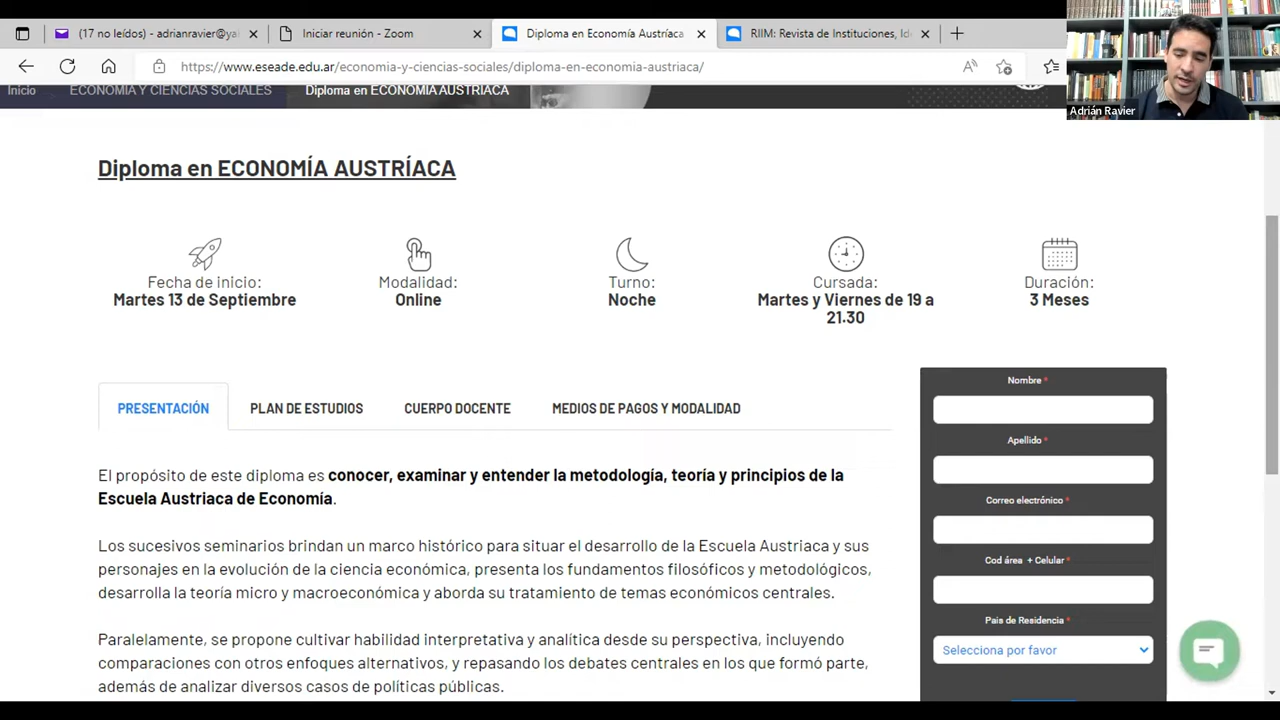 (17 no leídos) - adrianravier@ya
Iniciar reunión - Zoom
Diploma en Economía Austríaca
RIIM: Revista de Instituciones, Id
https://www.eseade.edu.ar/economia-y-ciencias-sociales/diploma-en-economia-austriaca/
Adrián Ravier
Inicio
ECONOMÍA Y CIENCIAS SOCIALES
Diploma en ECONOMÍA AUSTRÍACA
Diploma en ECONOMÍA AUSTRÍACA
Fecha de inicio:
Martes 13 de Septiembre
Modalidad:
Online
Turno:
Noche
Cursada:
Martes y Viernes de 19 a
21.30
Duración:
3 Meses
PRESENTACIÓN
PLAN DE ESTUDIOS
CUERPO DOCENTE
MEDIOS DE PAGOS Y MODALIDAD
El propósito de este diploma es conocer, examinar y entender la metodología, teoría y principios de la
Escuela Austriaca de Economía.
Los sucesivos seminarios brindan un marco histórico para situar el desarrollo de la Escuela Austriaca y sus
personajes en la evolución de la teoría económica, presenta los fundamentos filosóficos y metodológicos,
desarrolla la teoría micro y macroeconómica y aborda su tratamiento de temas económicos centrales.
Paralelamente, se propone cultivar habilidad interpretativa y analítica desde su perspectiva, incluyendo
comparaciones con otros enfoques alternativos, y repasando los debates centrales en los que formó parte,
además de analizar diversos casos de políticas públicas.
Nombre *
Apellido *
Correo electrónico *
Cod área + Celular *
Pais de Residencia *
Selecciona por favor